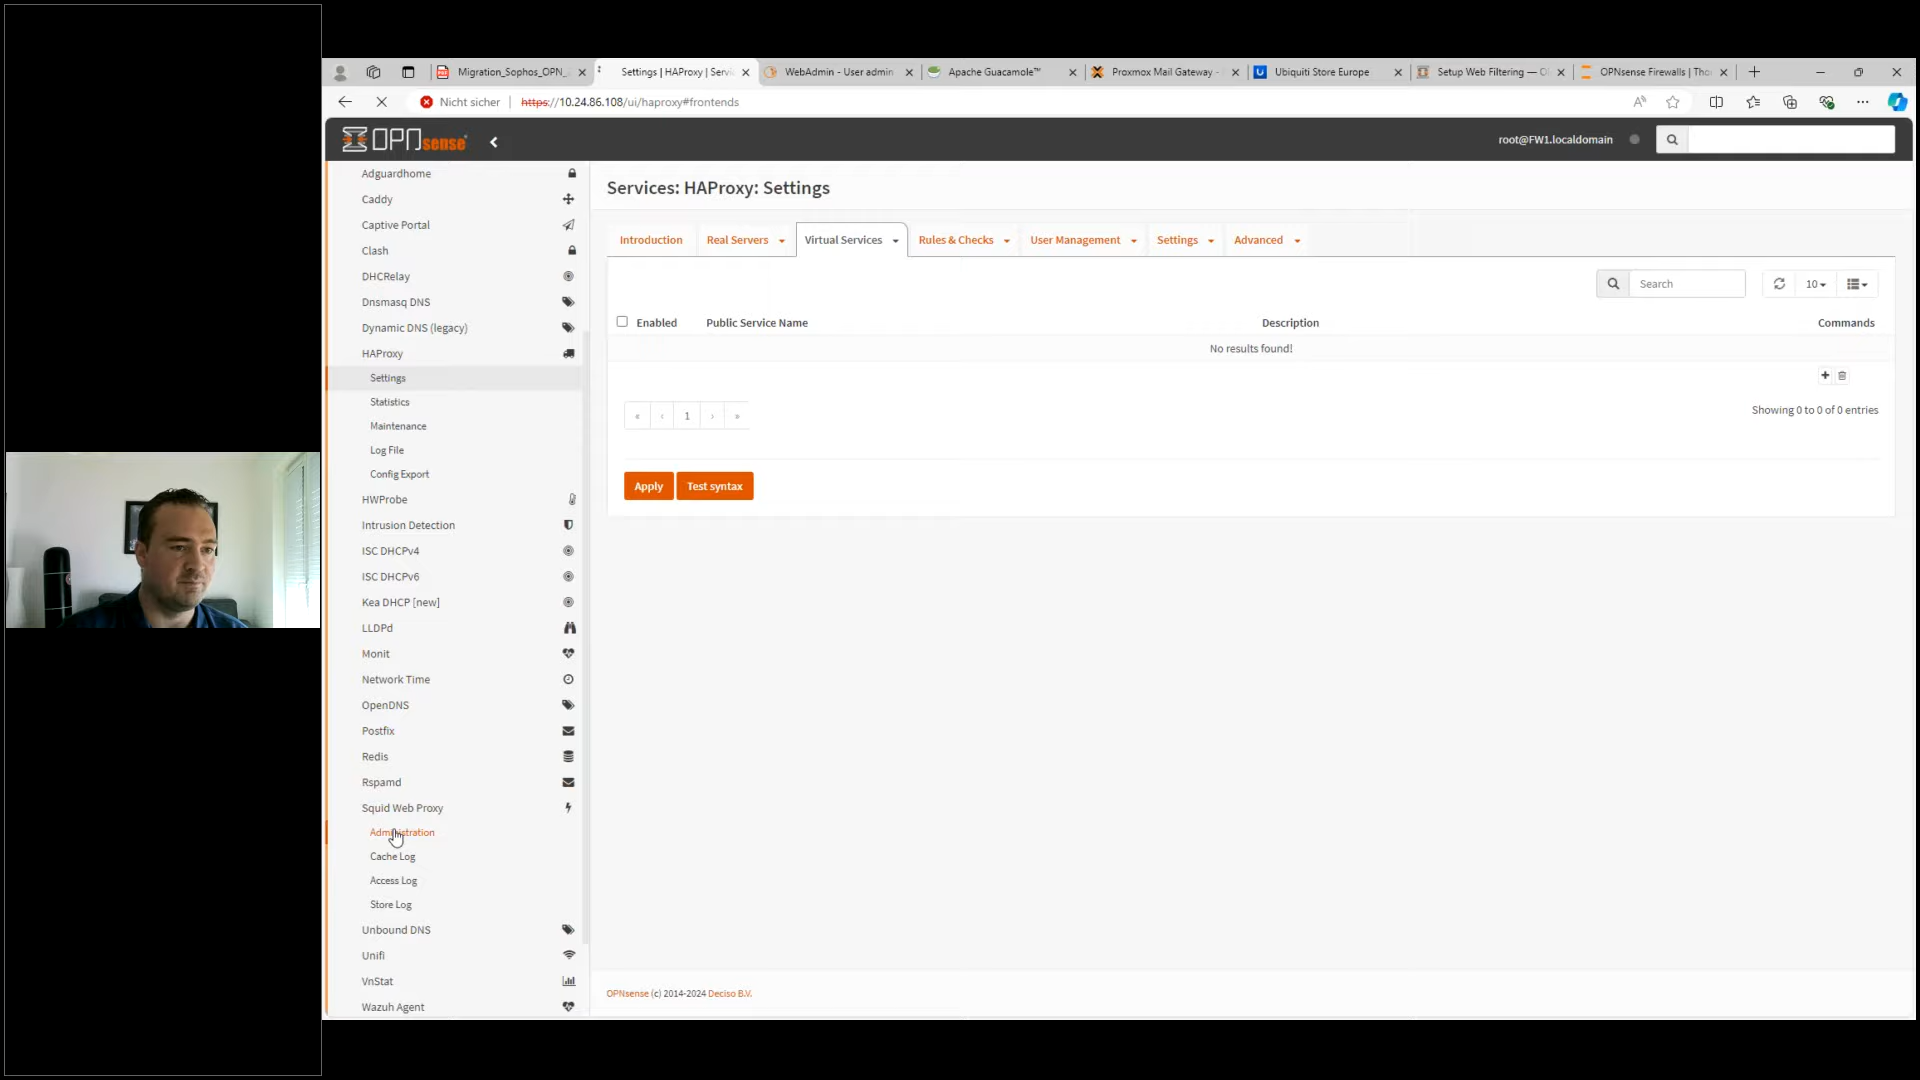 Migration_Sophos_OPN_
Settings | HAProxy | Servi
WebAdmin - User admin
Apache Guacamole™
Proxmox Mail Gateway -
Ubiquiti Store Europe
Setup Web Filtering — O
OPNsense Firewalls | Tho
Nicht sicher
https://10.24.86.108/ui/haproxy#frontends
OPNsense
root@FW1.localdomain
Adguardhome
Caddy
Captive Portal
Clash
DHCRelay
Dnsmasq DNS
Dynamic DNS (legacy)
HAProxy
Settings
Statistics
Maintenance
Log File
Config Export
HWProbe
Intrusion Detection
ISC DHCPv4
ISC DHCPv6
Kea DHCP [new]
LLDPd
Monit
Network Time
OpenDNS
Postfix
Redis
Rspamd
Squid Web Proxy
Administration
Cache Log
Access Log
Store Log
Unbound DNS
Unifi
VnStat
Wazuh Agent
Services: HAProxy: Settings
Introduction
Real Servers
Virtual Services
Rules & Checks
User Management
Settings
Advanced
Search
10
Enabled
Public Service Name
Description
Commands
No results found!
« ‹ 1 › »
Showing 0 to 0 of 0 entries
Apply
Test syntax
OPNsense (c) 2014-2024 Deciso B.V.